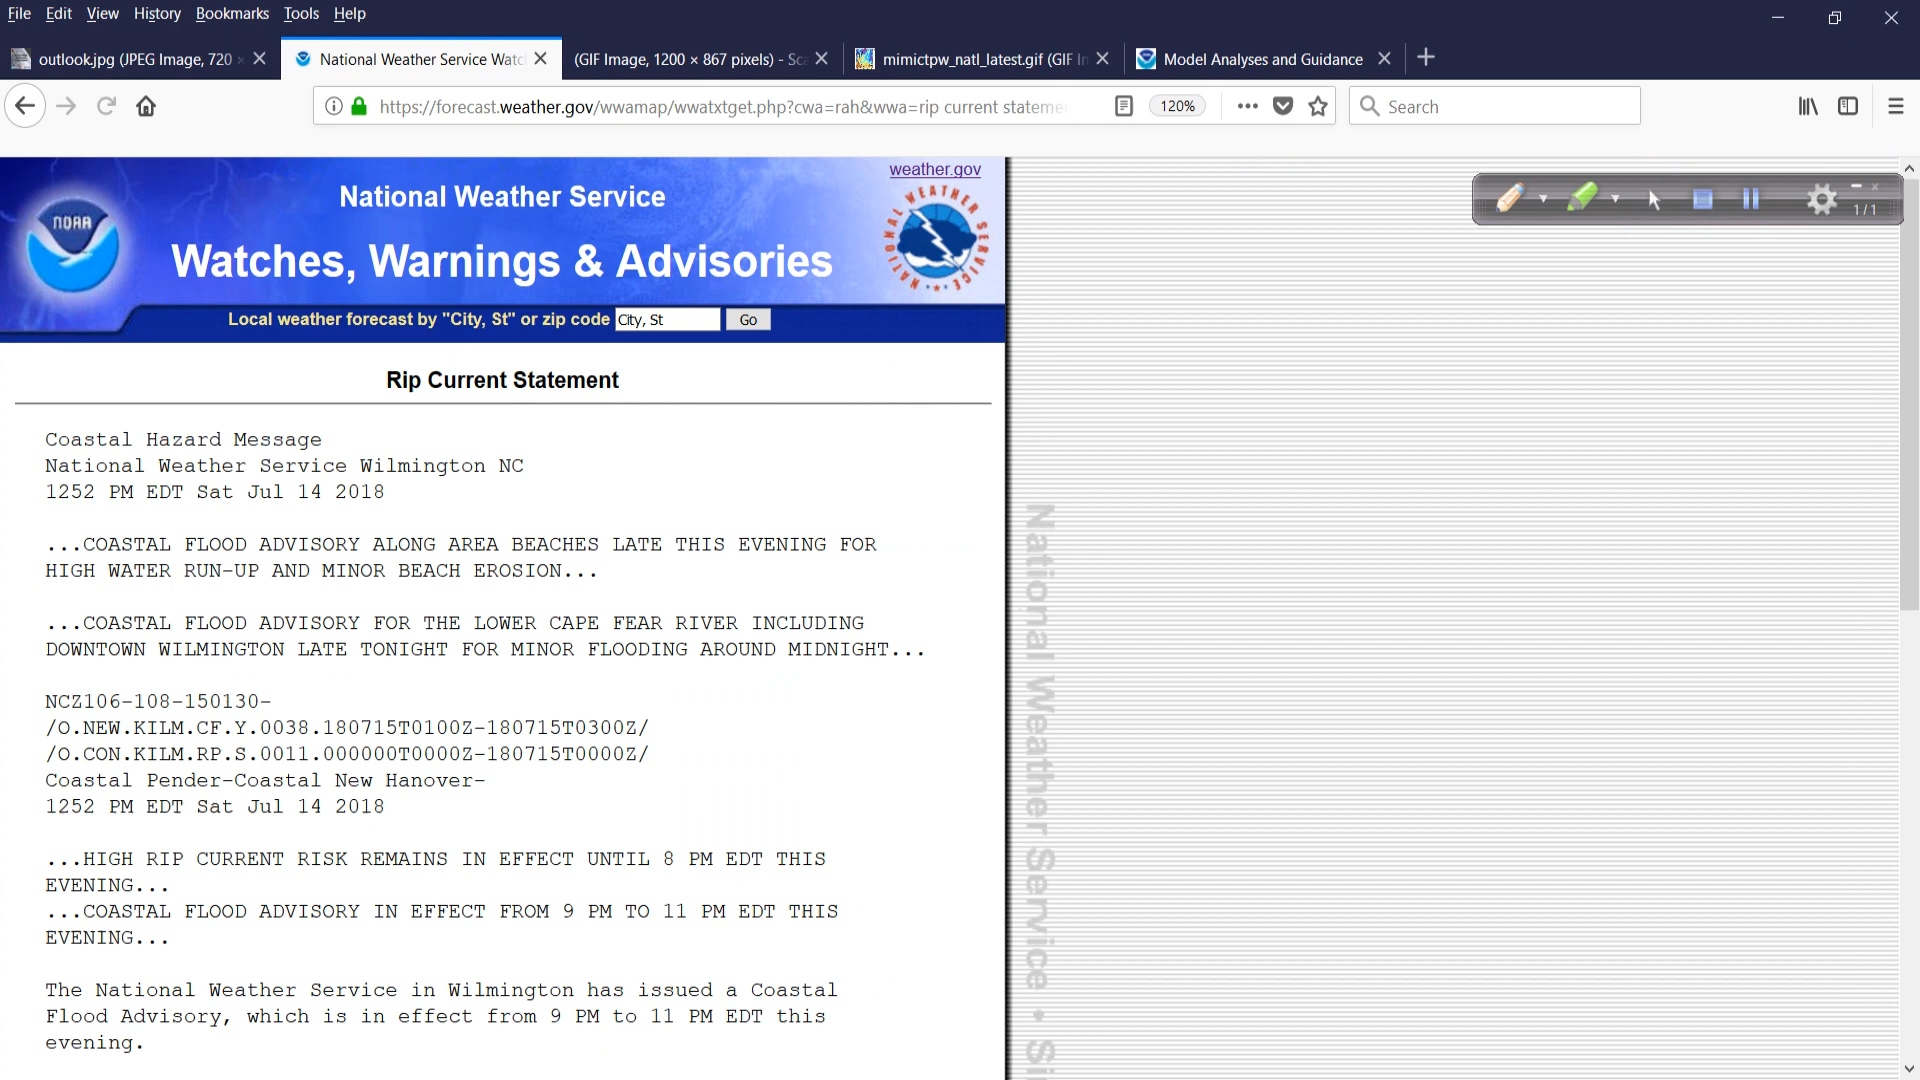 File Edit View History Bookmarks Tools Help
outlook.jpg (JPEG Image, 720 ×
National Weather Service Watc
(GIF Image, 1200 × 867 pixels) - Sc
mimictpw_natl_latest.gif (GIF I
Model Analyses and Guidance
https://forecast.weather.gov/wwamap/wwatxtget.php?cwa=rah&wwa=rip current stateme
120%
Search
weather.gov
National Weather Service
NOAA
NATIONAL WEATHER SERVICE
Watches, Warnings & Advisories
1/1
Local weather forecast by "City, St" or zip code City, St Go
Rip Current Statement
Coastal Hazard Message
National Weather Service Wilmington NC
1252 PM EDT Sat Jul 14 2018
...COASTAL FLOOD ADVISORY ALONG AREA BEACHES LATE THIS EVENING FOR
HIGH WATER RUN-UP AND MINOR BEACH EROSION...
...COASTAL FLOOD ADVISORY FOR THE LOWER CAPE FEAR RIVER INCLUDING
DOWNTOWN WILMINGTON LATE TONIGHT FOR MINOR FLOODING AROUND MIDNIGHT...
NCZ106-108-150130-
/O.NEW.KILM.CF.Y.0038.180715T0100Z-180715T0300Z/
/O.CON.KILM.RP.S.0011.000000T0000Z-180715T0000Z/
Coastal Pender-Coastal New Hanover-
1252 PM EDT Sat Jul 14 2018
...HIGH RIP CURRENT RISK REMAINS IN EFFECT UNTIL 8 PM EDT THIS
EVENING...
...COASTAL FLOOD ADVISORY IN EFFECT FROM 9 PM TO 11 PM EDT THIS
EVENING...
The National Weather Service in Wilmington has issued a Coastal
Flood Advisory, which is in effect from 9 PM to 11 PM EDT this
evening.
National Weather Service • Si